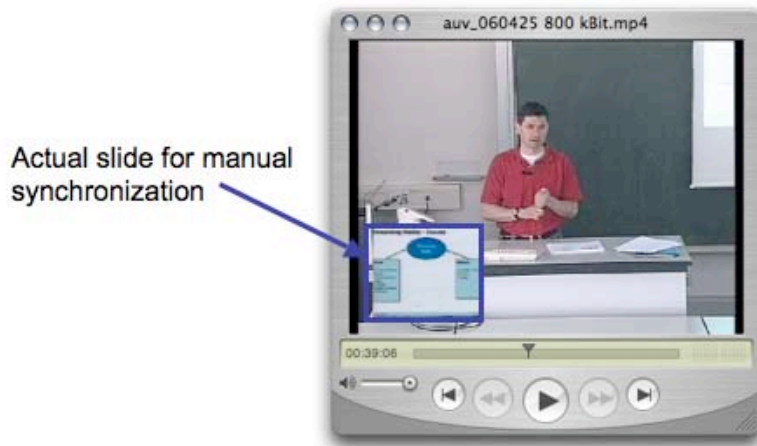 auv_060425 800 kBit.mp4
Actual slide for manual
synchronization
00:39:06